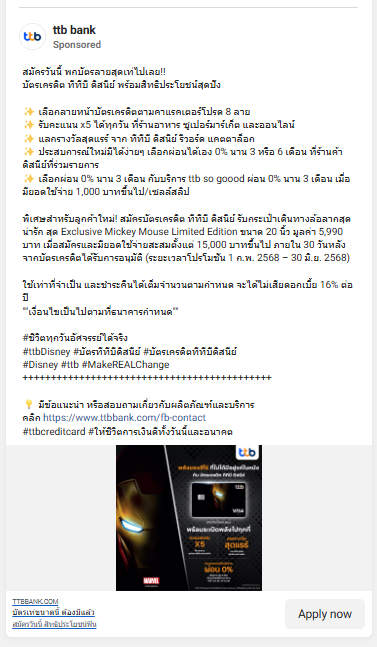 ttb bank
Sponsored
สมัครวันนี้ พกบัตรลายสุดเท่ไปเลย!!
บัตรเครดิต ทีทีบี ดิสนีย์ พร้อมสิทธิประโยชน์สุดปัง
✨ เลือกลายหน้าบัตรเครดิตตามคาแรคเตอร์โปรด 8 ลาย
✨ รับคะแนน x5 ได้ทุกวัน ที่ร้านอาหาร ซูเปอร์มาร์เก็ต และออนไลน์
✨ แลกรางวัลสุดแรร์ จาก ทีทีบี ดิสนีย์ รีวอร์ด แคตตาล็อก
✨ ประสบการณ์ใหม่มีได้ง่ายๆ เลือกผ่อนได้เอง 0% นาน 3 หรือ 6 เดือน ที่ร้านค้า
ดิสนีย์ที่ร่วมรายการ
✨ เลือกผ่อน 0% นาน 3 เดือน กับบริการ ttb so goood ผ่อน 0% นาน 3 เดือน เมื่อ
มียอดใช้จ่าย 1,000 บาทขึ้นไป/เซลล์สลิป
พิเศษสำหรับลูกค้าใหม่! สมัครบัตรเครดิต ทีทีบี ดิสนีย์ รับกระเป๋าเดินทางล้อลากสุด
น่ารัก สุด Exclusive Mickey Mouse Limited Edition ขนาด 20 นิ้ว มูลค่า 5,990
บาท เมื่อสมัครและมียอดใช้จ่ายสะสมตั้งแต่ 15,000 บาทขึ้นไป ภายใน 30 วันหลัง
จากบัตรเครดิตได้รับการอนุมัติ (ระยะเวลาโปรโมชัน 1 ก.พ. 2568 – 30 มิ.ย. 2568)
ใช้เท่าที่จำเป็น และชำระคืนได้เต็มจำนวนตามกำหนด จะได้ไม่เสียดอกเบี้ย 16% ต่อ
ปี
**เงื่อนไขเป็นไปตามที่ธนาคารกำหนด**
#ชีวิตทุกวันอัศจรรย์ได้จริง
#ttbDisney #บัตรทีทีบีดิสนีย์ #บัตรเครดิตทีทีบีดิสนีย์
#Disney #ttb #MakeREALChange
++++++++++++++++++++++++++++++++++++++++++++
💡 มีข้อแนะนำ หรือสอบถามเกี่ยวกับผลิตภัณฑ์และบริการ
คลิก https://www.ttbbank.com/fb-contact
#ttbcreditcard #ให้ชีวิตการเงินดีทั้งวันนี้และอนาคต
ttb
พลังของฮีโร่ ที่ไม่ได้มีอยู่แค่ในหนัง
กับ บัตรเครดิต ทีทีบี ดิสนีย์
ttb
VISA
พร้อมระเบิดพลังไปทุกที่
X5
สุดแรร์
ผ่อน 0%
MARVEL
TTBBANK.COM
บัตรเท่ขนาดนี้ ต้องมีแล้ว
สมัครวันนี้ สิทธิประโยชน์ฟิน
Apply now